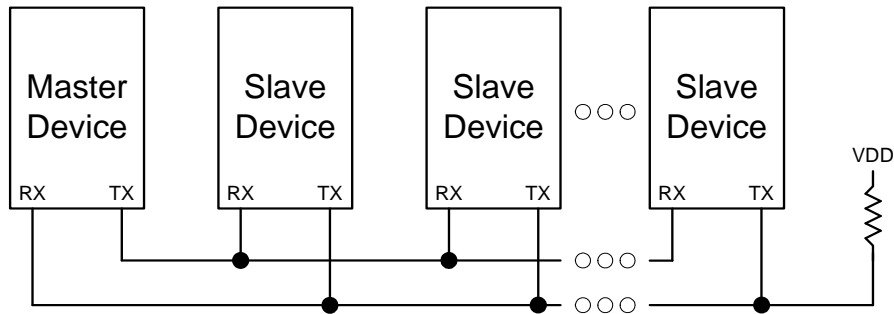 Master
Device
Slave
Device
Slave
Device
Slave
Device
VDD
RX TX
RX TX
RX TX
RX TX